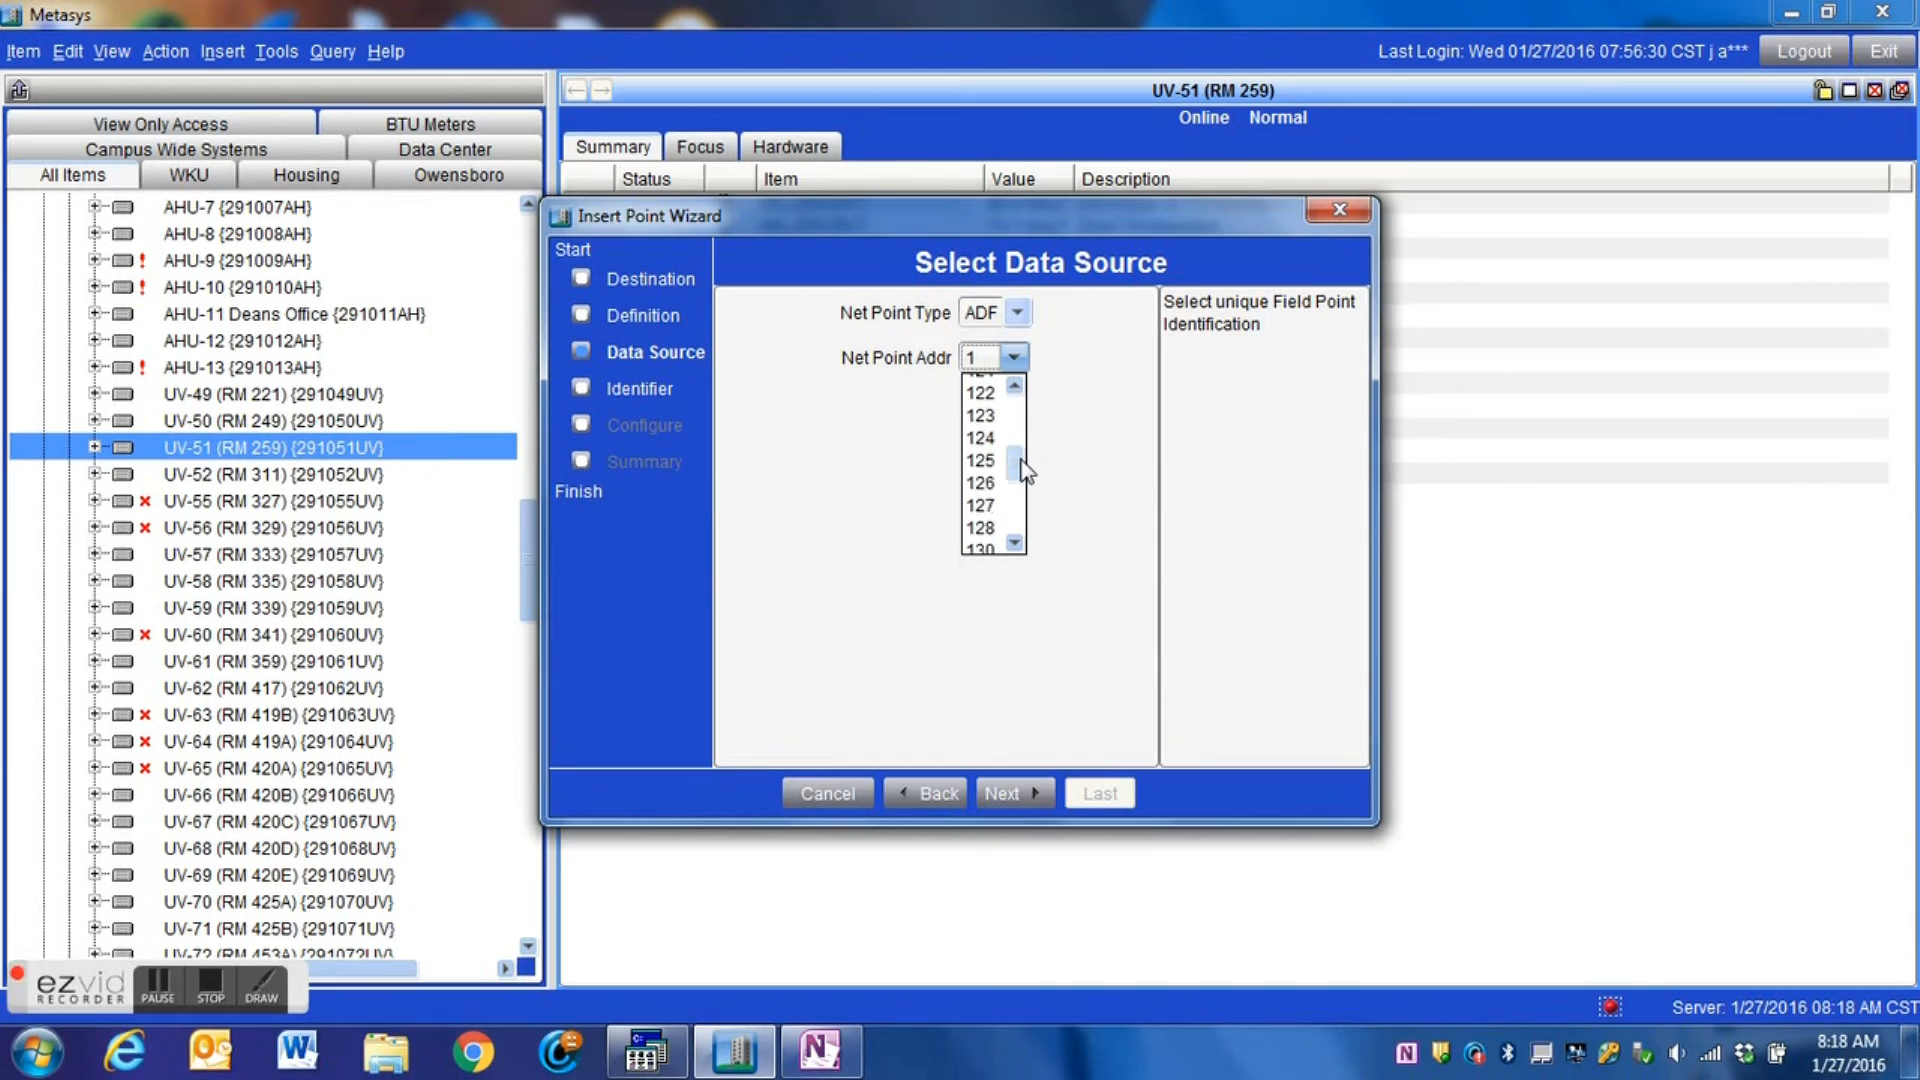 Metasys
Item Edit View Action Insert Tools Query Help
Last Login: Wed 01/27/2016 07:56:30 CST j a*** Logout Exit
View Only Access BTU Meters
Campus Wide Systems Data Center
All Items WKU Housing Owensboro
AHU-7 {291007AH}
AHU-8 {291008AH}
! AHU-9 {291009AH}
! AHU-10 {291010AH}
AHU-11 Deans Office {291011AH}
AHU-12 {291012AH}
! AHU-13 {291013AH}
UV-49 (RM 221) {291049UV}
UV-50 (RM 249) {291050UV}
UV-51 (RM 259) {291051UV}
UV-52 (RM 311) {291052UV}
UV-55 (RM 327) {291055UV}
UV-56 (RM 329) {291056UV}
UV-57 (RM 333) {291057UV}
UV-58 (RM 335) {291058UV}
UV-59 (RM 339) {291059UV}
UV-60 (RM 341) {291060UV}
UV-61 (RM 359) {291061UV}
UV-62 (RM 417) {291062UV}
UV-63 (RM 419B) {291063UV}
UV-64 (RM 419A) {291064UV}
UV-65 (RM 420A) {291065UV}
UV-66 (RM 420B) {291066UV}
UV-67 (RM 420C) {291067UV}
UV-68 (RM 420D) {291068UV}
UV-69 (RM 420E) {291069UV}
UV-70 (RM 425A) {291070UV}
UV-71 (RM 425B) {291071UV}
UV-72 (RM 453A) {291072UV}
UV-51 (RM 259)
Online Normal
Summary Focus Hardware
Status Item Value Description
Insert Point Wizard
Start
Destination
Definition
Data Source
Identifier
Configure
Summary
Finish
Select Data Source
Net Point Type ADF
Net Point Addr 1
122
123
124
125
126
127
128
130
Select unique Field Point
Identification
Cancel Back Next Last
ezvid
RECORDER
PAUSE STOP DRAW
Server: 1/27/2016 08:18 AM CST
8:18 AM
1/27/2016